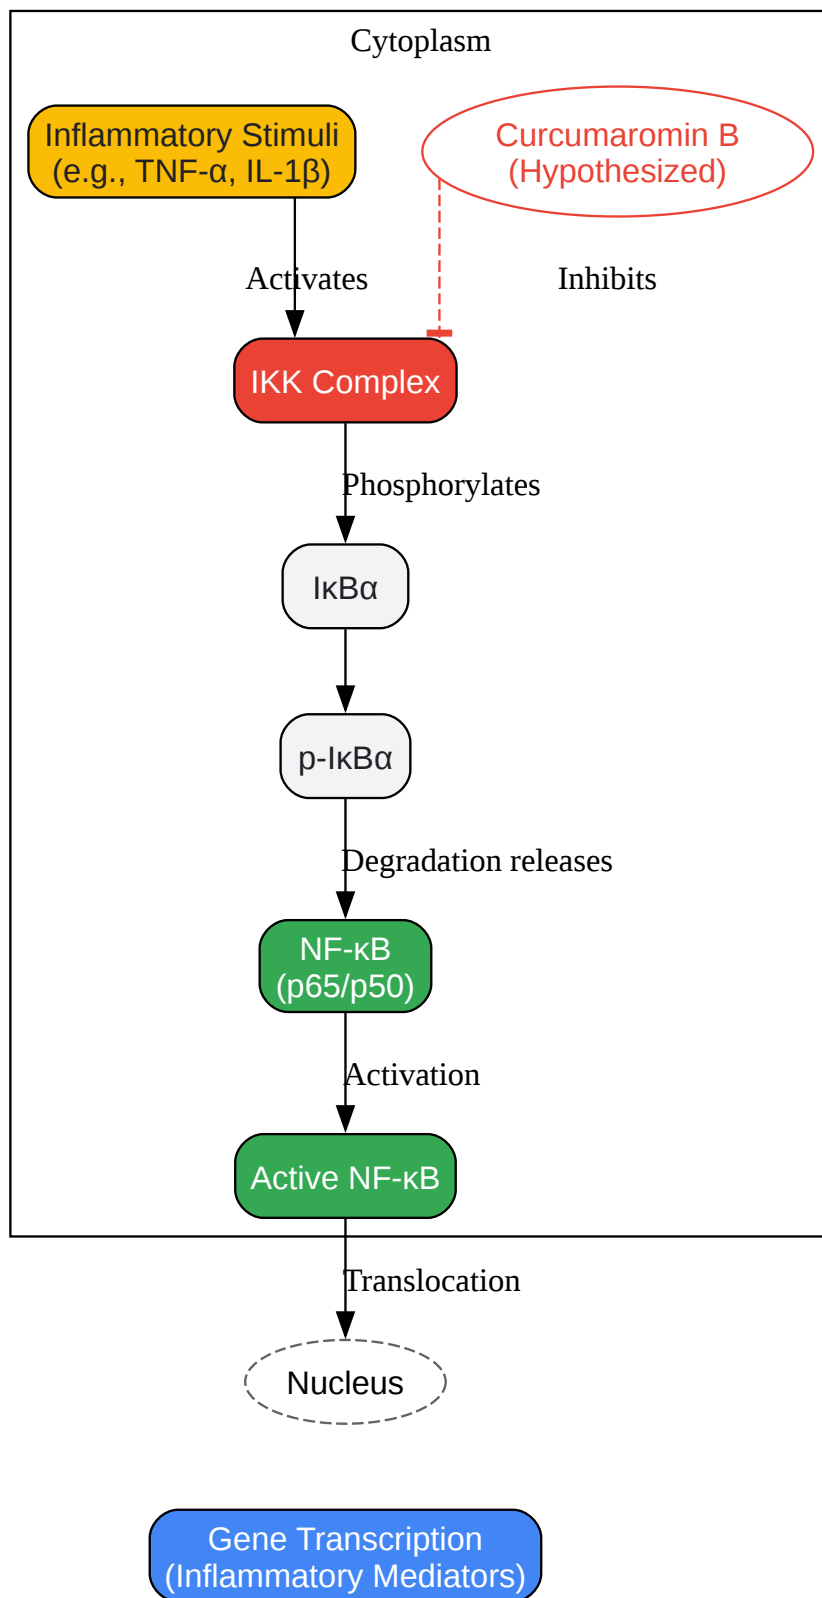 Cytoplasm
Inflammatory Stimuli
(e.g., TNF-α, IL-1β)
Curcumaromin B
(Hypothesized)
Activates
Inhibits
IKK Complex
Phosphorylates
IκBα
p-IκBα
Degradation releases
NF-κB
(p65/p50)
Activation
Active NF-κB
Translocation
Nucleus
Gene Transcription
(Inflammatory Mediators)